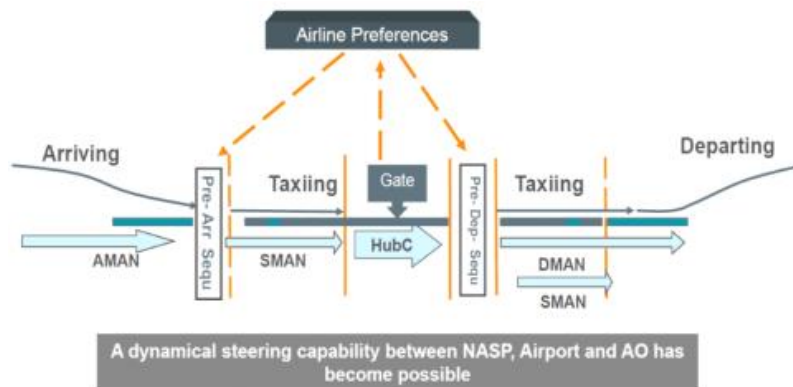 Airline Preferences
Arriving
Departing
Pre- Arr Sequ
Taxiing
Gate
Pre- Dep- Sequ
Taxiing
AMAN
SMAN
HubC
DMAN
SMAN
A dynamical steering capability between NASP, Airport and AO has
become possible